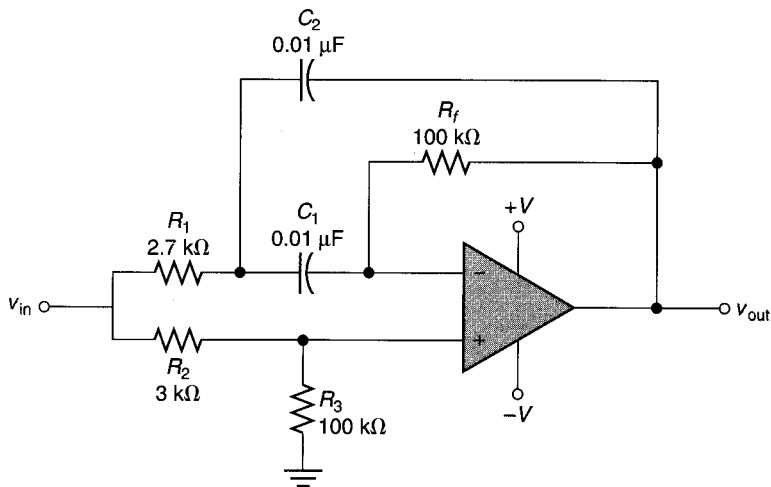 C2
0.01 μF
Rf
100 kΩ
+V
R1
2.7 kΩ
C1
0.01 μF
−
vin
vout
+
R2
3 kΩ
R3
100 kΩ
−V